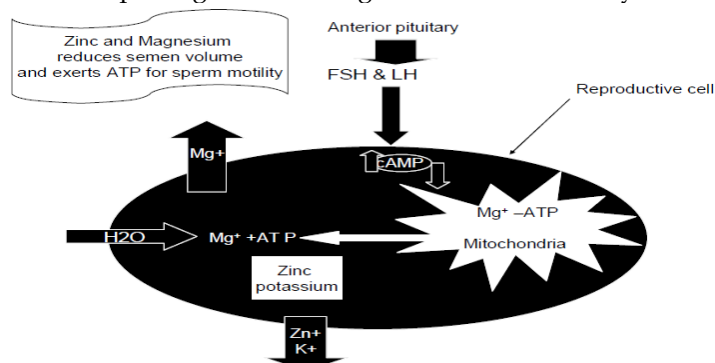 Zinc and Magnesium
reduces semen volume
and exerts ATP for sperm motility
Anterior pituitary
FSH & LH
Reproductive cell
Mg+
cAMP
Mg⁺ –ATP
Mitochondria
H2O
Mg⁺ +AT P
Zinc
potassium
Zn+
K+